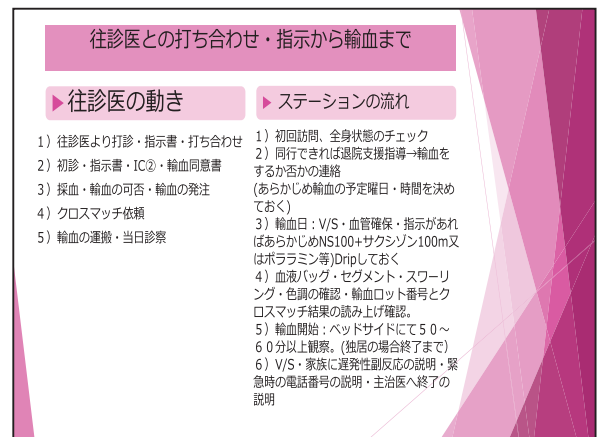 往診医との打ち合わせ・指示から輸血まで
往診医の動き
1）往診医より打診・指示書・打ち合わせ
2）初診・指示書・IC②・輸血同意書
3）採血・輸血の可否・輸血の発注
4）クロスマッチ依頼
5）輸血の運搬・当日診察
ステーションの流れ
1）初回訪問、全身状態のチェック
2）同行できれば退院支援指導→輸血を
するか否かの連絡
(あらかじめ輸血の予定曜日・時間を決め
ておく)
3）輸血日：V/S・血管確保・指示があれ
ばあらかじめNS100+サクシゾン100m又
はポララミン等)Dripしておく
4）血液バッグ・セグメント・スワーリ
ング・色調の確認・輸血ロット番号とク
ロスマッチ結果の読み上げ確認。
5）輸血開始：ベッドサイドにて５０～
６０分以上観察。(独居の場合終了まで）
6）V/S・家族に遅発性副反応の説明・緊
急時の電話番号の説明・主治医へ終了の
説明